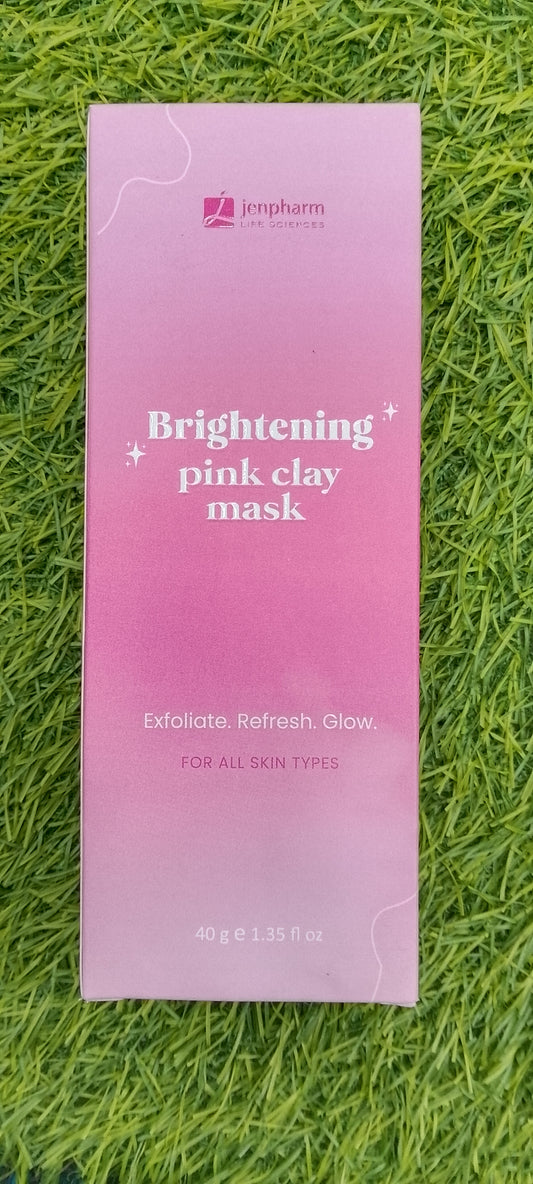 jenpharm
LIFE SCIENCES
Brightening
pink clay
mask
Exfoliate. Refresh. Glow.
FOR ALL SKIN TYPES
40 g e 1.35 fl oz